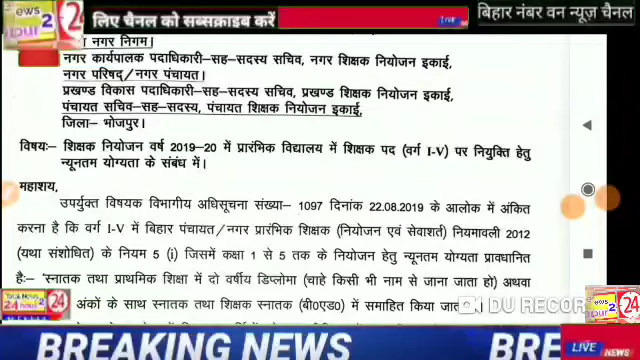 ews 2
लिए चैनल को सब्सक्राइब करें
LIVE NEWS
बिहार नंबर वन न्यूज़ चैनल
नगर निगम।
नगर कार्यपालक पदाधिकारी–सह–सदस्य सचिव, नगर शिक्षक नियोजन इकाई,
नगर परिषद्/नगर पंचायत।
प्रखण्ड विकास पदाधिकारी–सह–सदस्य सचिव, प्रखण्ड शिक्षक नियोजन इकाई,
पंचायत सचिव–सह–सदस्य, पंचायत शिक्षक नियोजन इकाई,
जिला– भोजपुर।
विषयः– शिक्षक नियोजन वर्ष 2019–20 में प्रारंभिक विद्यालय में शिक्षक पद (वर्ग I-V) पर नियुक्ति हेतु
न्यूनतम योग्यता के संबंध में।
महाशय,
उपर्युक्त विषयक विभागीय अधिसूचना संख्या– 1097 दिनांक 22.08.2019 के आलोक में अंकित
करना है कि वर्ग I-V में बिहार पंचायत/नगर प्रारंभिक शिक्षक (नियोजन एवं सेवाशर्त) नियमावली 2012
(यथा संशोधित) के नियम 5 (i) जिसमें कक्षा 1 से 5 तक के नियोजन हेतु न्यूनतम योग्यता प्रावधानित
है:– 'स्नातक तथा प्राथमिक शिक्षा में दो वर्षीय डिप्लोमा (चाहे किसी भी नाम से जाना जाता हो) अथवा
अंकों के साथ स्नातक तथा शिक्षक स्नातक (बी0एड0) में समाहित किया
DU RECOR
24
BREAKING NEWS
BRE
LIVE NEWS